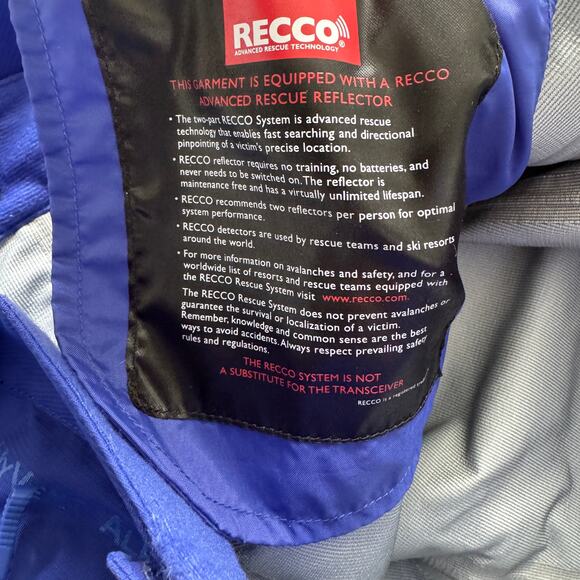 RECCO
ADVANCED RESCUE TECHNOLOGY®
THIS GARMENT IS EQUIPPED WITH A RECCO
ADVANCED RESCUE REFLECTOR
• The two-part RECCO System is advanced rescue
technology that enables fast searching and directional
pinpointing of a victim's precise location.
• RECCO reflector requires no training, no batteries, and
never needs to be switched on. The reflector is
maintenance free and has a virtually unlimited lifespan.
• RECCO recommends two reflectors per person for optimal
system performance.
• RECCO detectors are used by rescue teams and ski resorts
around the world.
• For more information on avalanches and safety, and for a
worldwide list of resorts and rescue teams equipped with
the RECCO Rescue System visit www.recco.com.
The RECCO Rescue System does not prevent avalanches or
guarantee the survival or localization of a victim.
Remember, knowledge and common sense are the best
ways to avoid accidents. Always respect prevailing safety
rules and regulations.
THE RECCO SYSTEM IS NOT
A SUBSTITUTE FOR THE TRANSCEIVER
RECCO is a registered